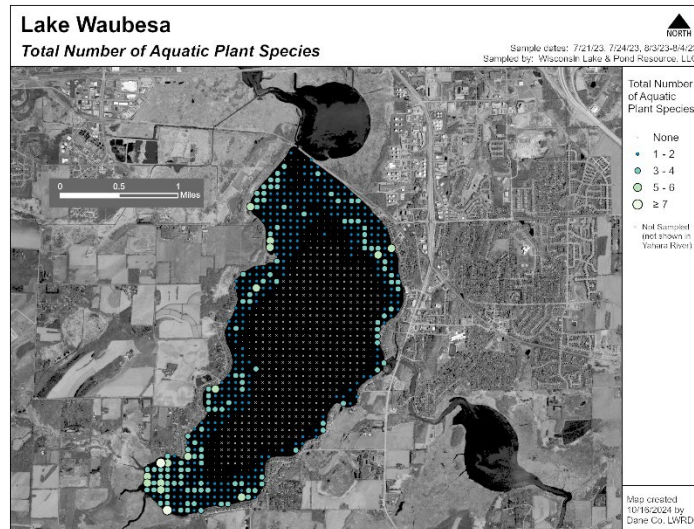 Lake Waubesa
Total Number of Aquatic Plant Species
NORTH
Sample dates: 7/21/23, 7/24/23, 8/3/23-8/4/23
Sampled by: Wisconsin Lake & Pond Resource, LLC
Total Number
of Aquatic
Plant Species
None
1 - 2
3 - 4
5 - 6
≥ 7
Not Sampled
(not shown in
Yahara River)
0 0.5 1
Miles
Map created
10/16/2024 by
Dane Co. LWRD